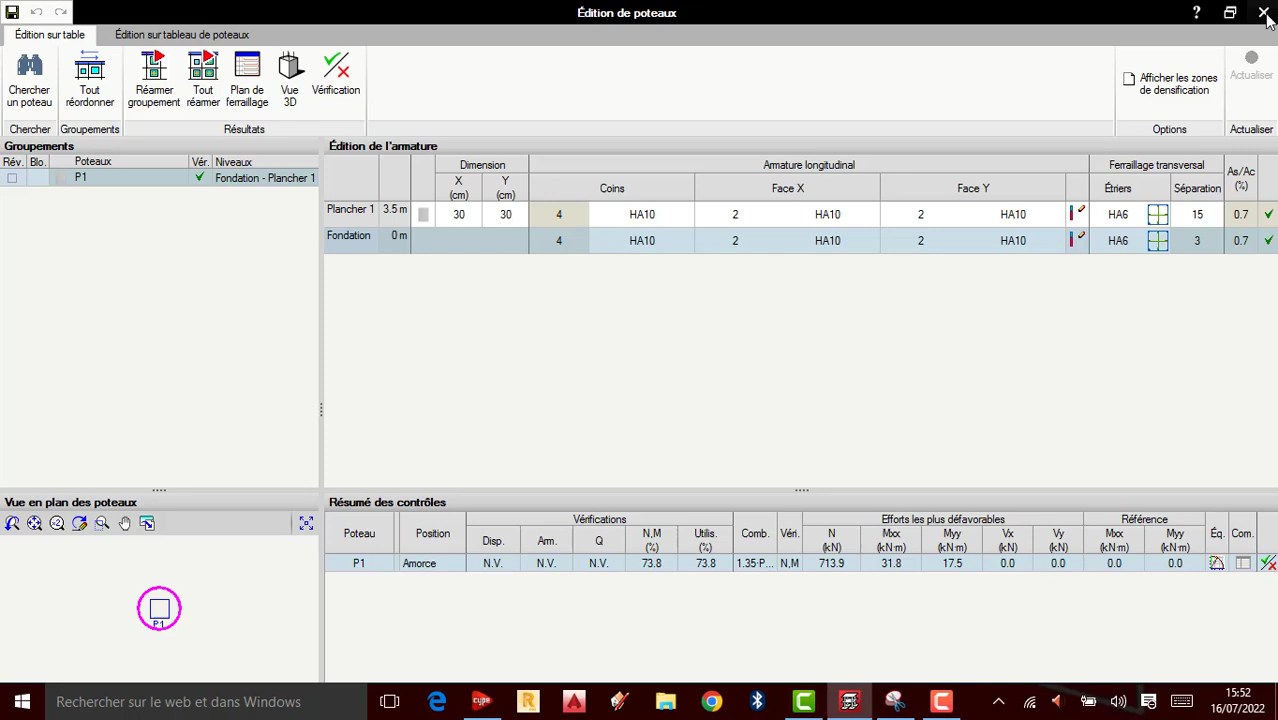 Édition de poteaux
?
Édition sur table Édition sur tableau de poteaux
Chercher un poteau
Tout réordonner
Réarmer groupement
Tout réarmer
Plan de ferraillage
Vue 3D
Vérification
Afficher les zones de densification
Actualiser
Chercher Groupements Résultats Options Actualiser
Groupements
Rév. Blo. Poteaux Vér. Niveaux
P1 Fondation - Plancher 1
Édition de l'armature
Dimension Armature longitudinal Ferraillage transversal As/Ac (%)
X (cm) Y (cm) Coins Face X Face Y Étriers Séparation
Plancher 1 3.5 m 30 30 4 HA10 2 HA10 2 HA10 HA6 15 0.7
Fondation 0 m 4 HA10 2 HA10 2 HA10 HA6 3 0.7
Vue en plan des poteaux
P1
Résumé des contrôles
Poteau Position Vérifications Comb. Véri. Efforts les plus défavorables Référence Éq. Com.
Disp. Arm. Q N,M (%) Utilis. (%) N (kN) Mxx (kN·m) Myy (kN·m) Vx (kN) Vy (kN) Mxx (kN·m) Myy (kN·m)
P1 Amorce N.V. N.V. N.V. 73.8 73.8 1.35·P... N,M 713.9 31.8 17.5 0.0 0.0 0.0 0.0
Rechercher sur le web et dans Windows
15:52
16/07/2022